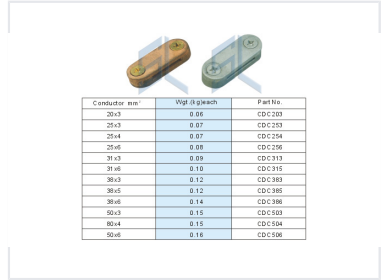 Conductor mm² Wgt.(kg)each Part No.
20x3 0.06 CDC203
25x3 0.07 CDC253
25x4 0.07 CDC254
25x6 0.08 CDC256
31x3 0.09 CDC313
31x6 0.10 CDC315
38x3 0.12 CDC383
38x5 0.12 CDC385
38x6 0.14 CDC386
50x3 0.15 CDC503
60x4 0.15 CDC504
50x6 0.16 CDC506